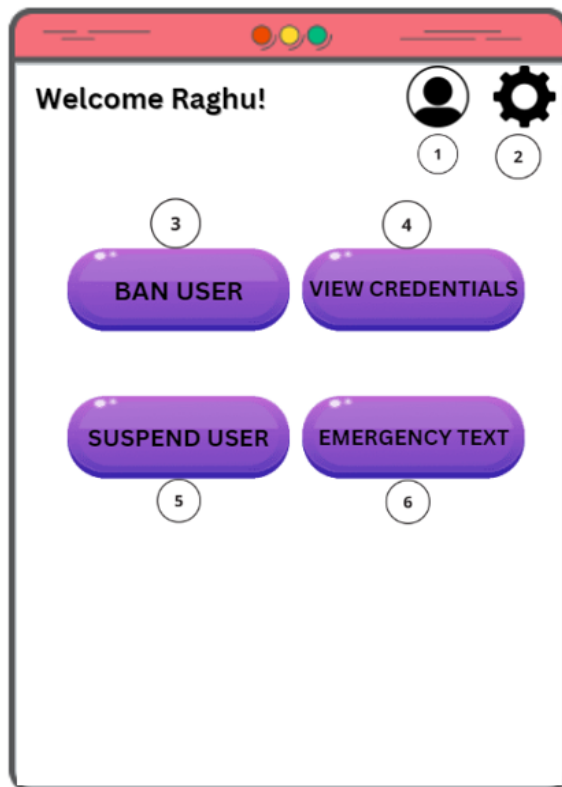 Welcome Raghu!
1
2
3
4
BAN USER
VIEW CREDENTIALS
SUSPEND USER
EMERGENCY TEXT
5
6